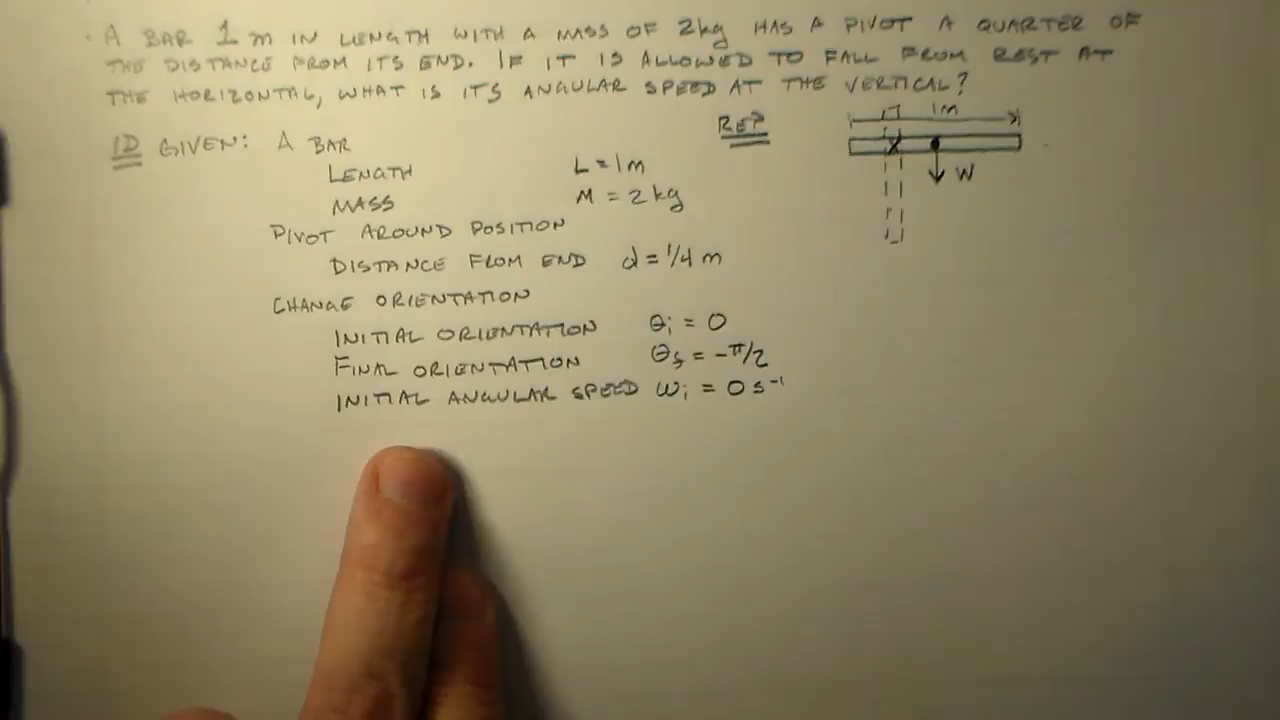 A BAR 1 m IN LENGTH WITH A MASS OF 2kg HAS A PIVOT A QUARTER OF
THE DISTANCE FROM ITS END. IF IT IS ALLOWED TO FALL FROM REST AT
THE HORIZONTAL, WHAT IS ITS ANGULAR SPEED AT THE VERTICAL?
ID GIVEN: A BAR
LENGTH L = 1m
MASS M = 2 kg
PIVOT AROUND POSITION
DISTANCE FROM END d = 1/4 m
CHANGE ORIENTATION
INITIAL ORIENTATION θi = 0
FINAL ORIENTATION θf = -π/2
INITIAL ANGULAR SPEED ωi = 0 s⁻¹
REP
1m
W